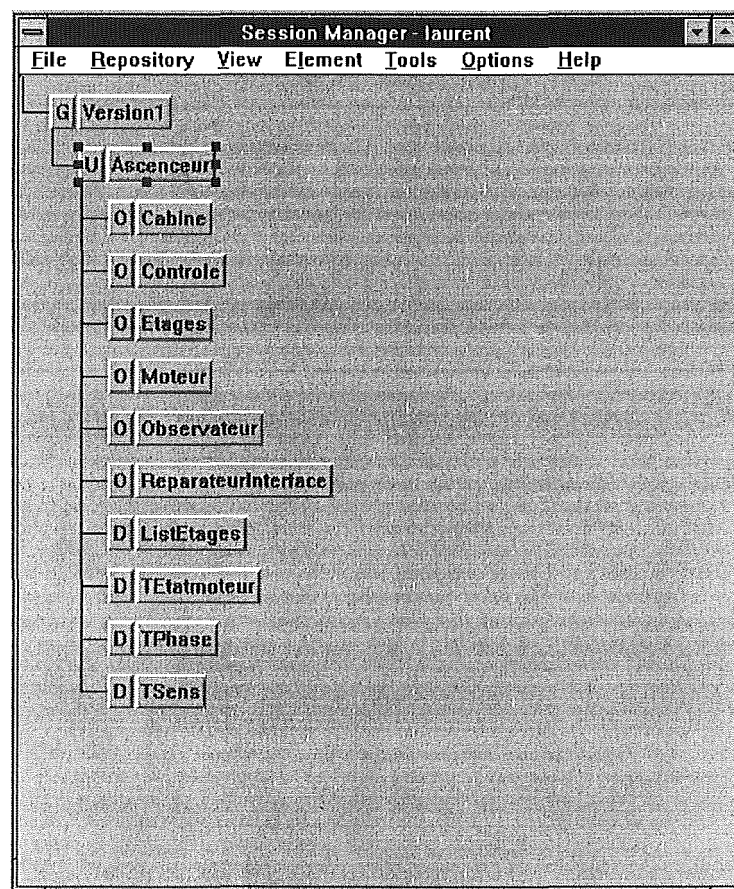 Session Manager - laurent
File Repository View Element Tools Options Help
G Version1
U Ascenceur
O Cabine
O Controle
O Etages
O Moteur
O Observateur
O ReparateurInterface
D ListEtages
D TEtatmoteur
D TPhase
D TSens